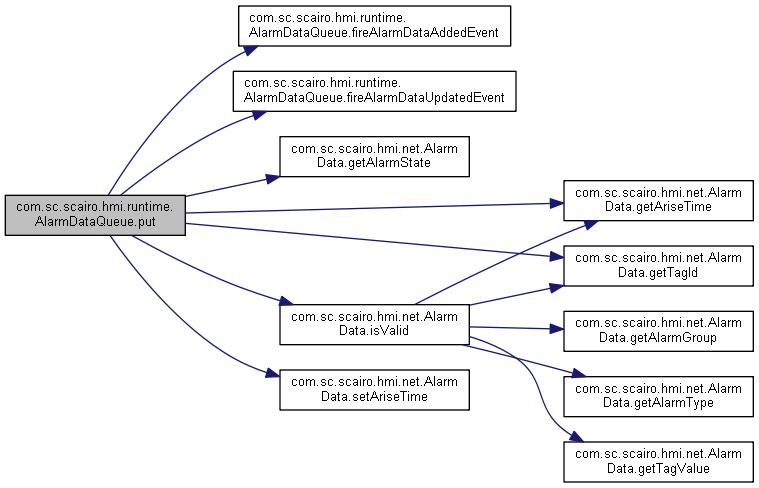 com.sc.scairo.hmi.runtime.
AlarmDataQueue.fireAlarmDataAddedEvent
com.sc.scairo.hmi.runtime.
AlarmDataQueue.fireAlarmDataUpdatedEvent
com.sc.scairo.hmi.net.Alarm
Data.getAlarmState
com.sc.scairo.hmi.runtime.
AlarmDataQueue.put
com.sc.scairo.hmi.net.Alarm
Data.getAriseTime
com.sc.scairo.hmi.net.Alarm
Data.getTagId
com.sc.scairo.hmi.net.Alarm
Data.isValid
com.sc.scairo.hmi.net.Alarm
Data.getAlarmGroup
com.sc.scairo.hmi.net.Alarm
Data.setAriseTime
com.sc.scairo.hmi.net.Alarm
Data.getAlarmType
com.sc.scairo.hmi.net.Alarm
Data.getTagValue